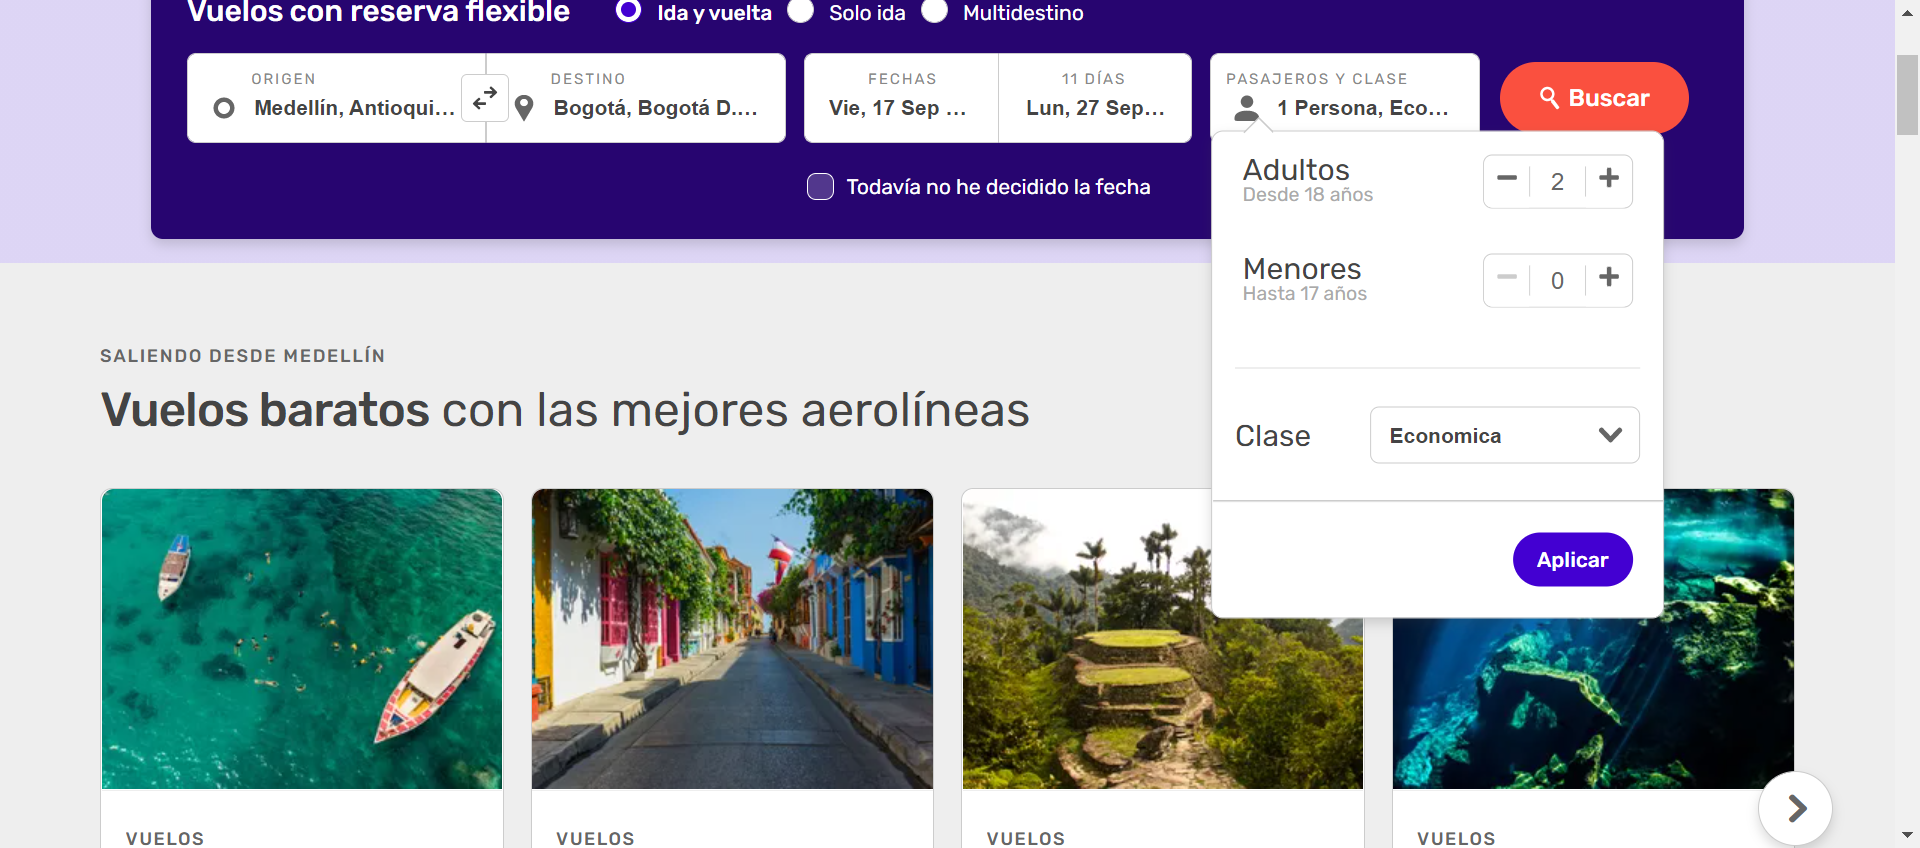 Vuelos con reserva flexible
Ida y vuelta
Solo ida
Multidestino
ORIGEN
Medellín, Antioqui...
DESTINO
Bogotá, Bogotá D....
FECHAS
Vie, 17 Sep ...
11 DÍAS
Lun, 27 Sep...
PASAJEROS Y CLASE
1 Persona, Eco...
Buscar
Todavía no he decidido la fecha
Adultos
Desde 18 años
2
Menores
Hasta 17 años
0
Clase
Economica
Aplicar
SALIENDO DESDE MEDELLÍN
Vuelos baratos con las mejores aerolíneas
VUELOS
VUELOS
VUELOS
VUELOS